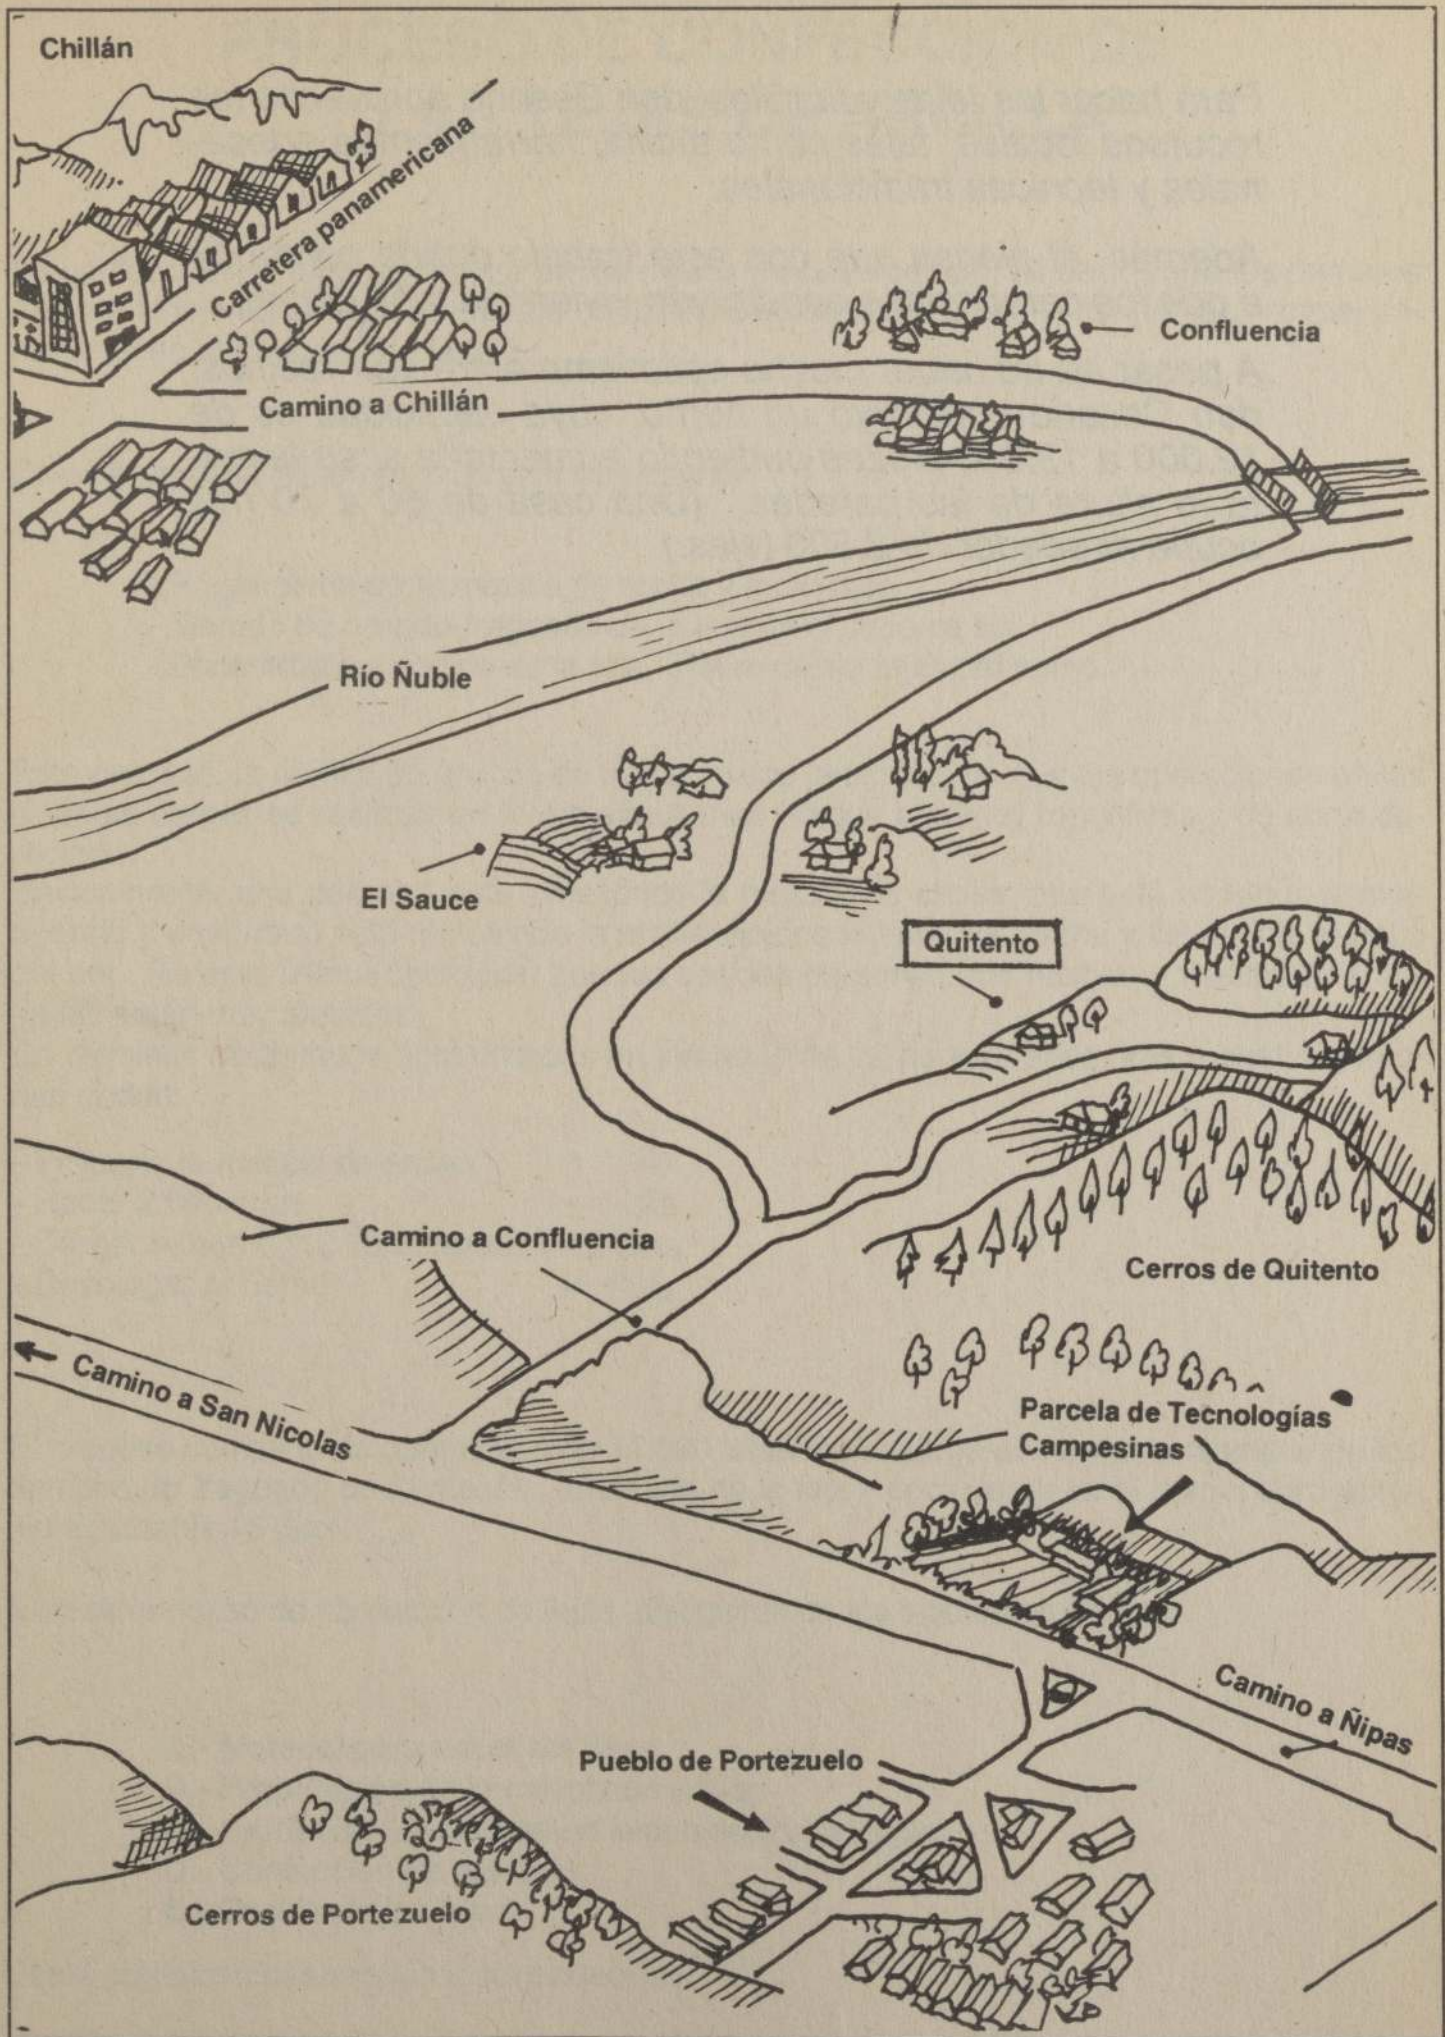 Chillán
Carretera panamericana
Confluencia
Camino a Chillán
Río Ñuble
El Sauce
Quitento
Camino a Confluencia
Cerros de Quitento
Camino a San Nicolas
Parcela de Tecnologías
Campesinas
Camino a Ñipas
Pueblo de Portezuelo
Cerros de Portezuelo